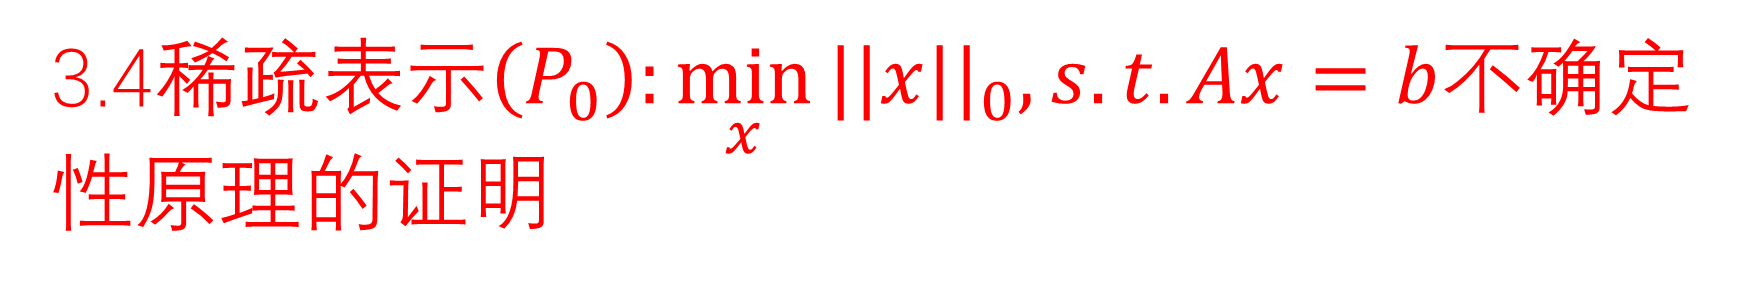 3.4稀疏表示(P₀): min ||x||₀, s.t. Ax = b不确定
x
性原理的证明